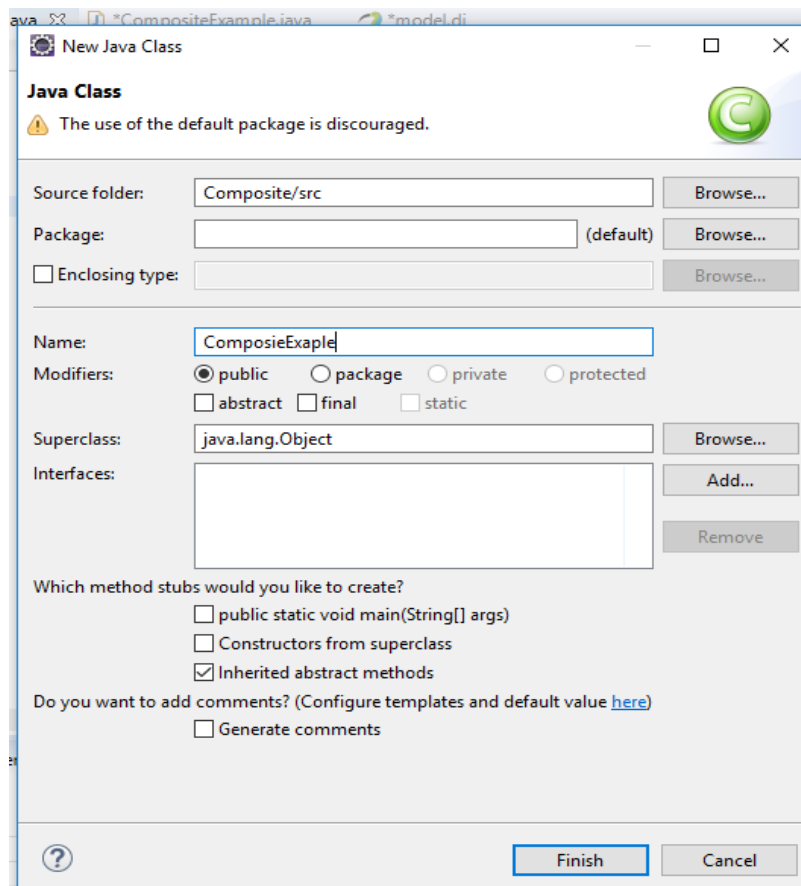 ava *CompositeExample.java *model.di
New Java Class
Java Class
The use of the default package is discouraged.
Source folder: Composite/src Browse...
Package: (default) Browse...
Enclosing type: Browse...
Name: ComposieExaple
Modifiers: public package private protected
abstract final static
Superclass: java.lang.Object Browse...
Interfaces: Add...
Remove
Which method stubs would you like to create?
public static void main(String[] args)
Constructors from superclass
Inherited abstract methods
Do you want to add comments? (Configure templates and default value here)
Generate comments
? Finish Cancel